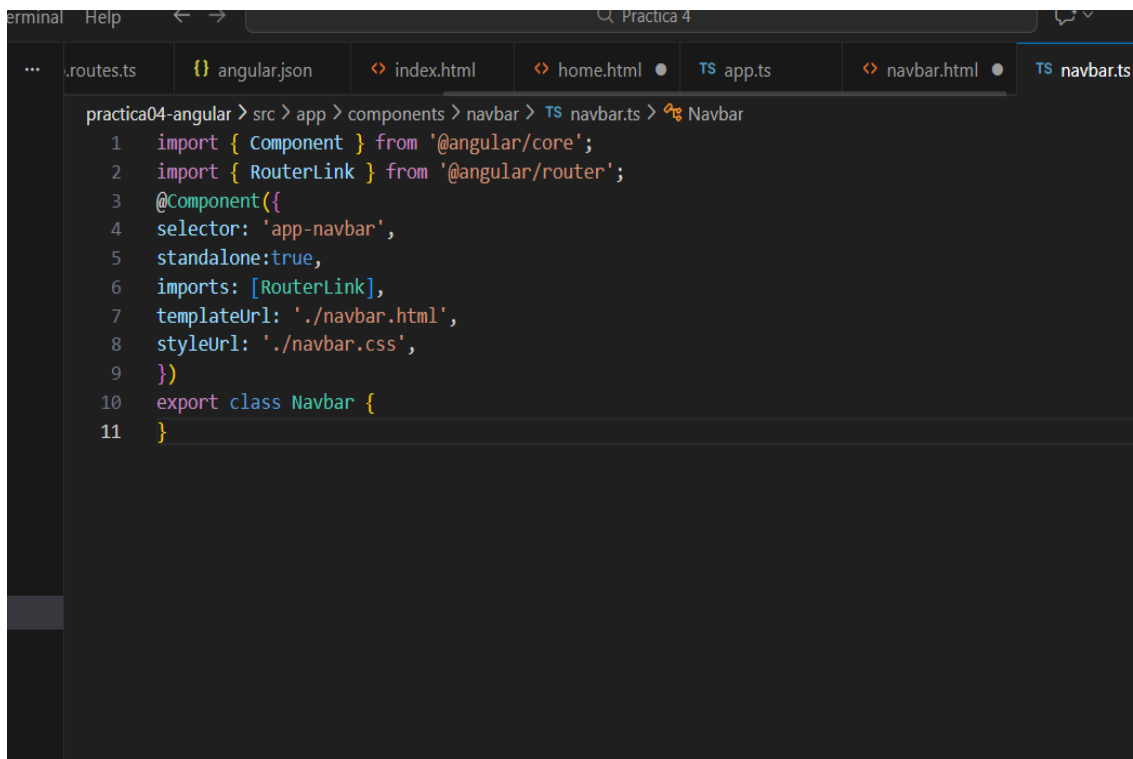 Help Practica 4
... .routes.ts {} angular.json <> index.html <> home.html ● TS app.ts <> navbar.html ● TS navbar.ts
practica04-angular > src > app > components > navbar > TS navbar.ts > Navbar
1 import { Component } from '@angular/core';
2 import { RouterLink } from '@angular/router';
3 @Component({
4 selector: 'app-navbar',
5 standalone:true,
6 imports: [RouterLink],
7 templateUrl: './navbar.html',
8 styleUrl: './navbar.css',
9 })
10 export class Navbar {
11 }